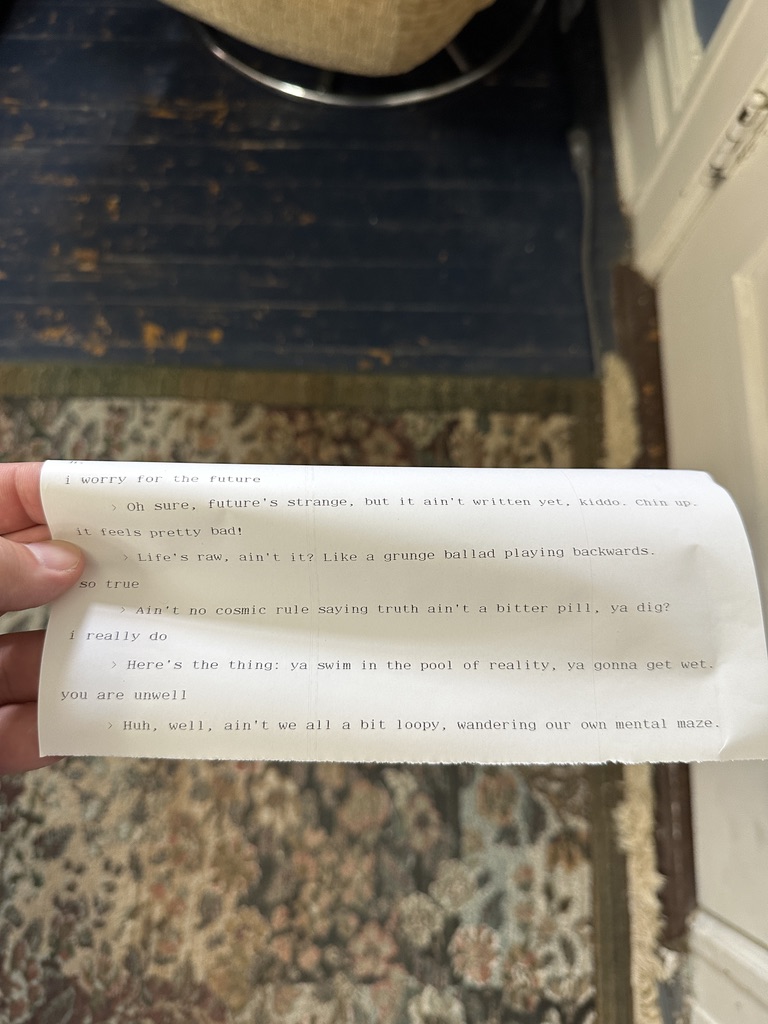 i worry for the future
> Oh sure, future's strange, but it ain't written yet, kiddo. Chin up.
it feels pretty bad!
> Life's raw, ain't it? Like a grunge ballad playing backwards.
so true
> Ain't no cosmic rule saying truth ain't a bitter pill, ya dig?
i really do
> Here's the thing: ya swim in the pool of reality, ya gonna get wet.
you are unwell
> Huh, well, ain't we all a bit loopy, wandering our own mental maze.